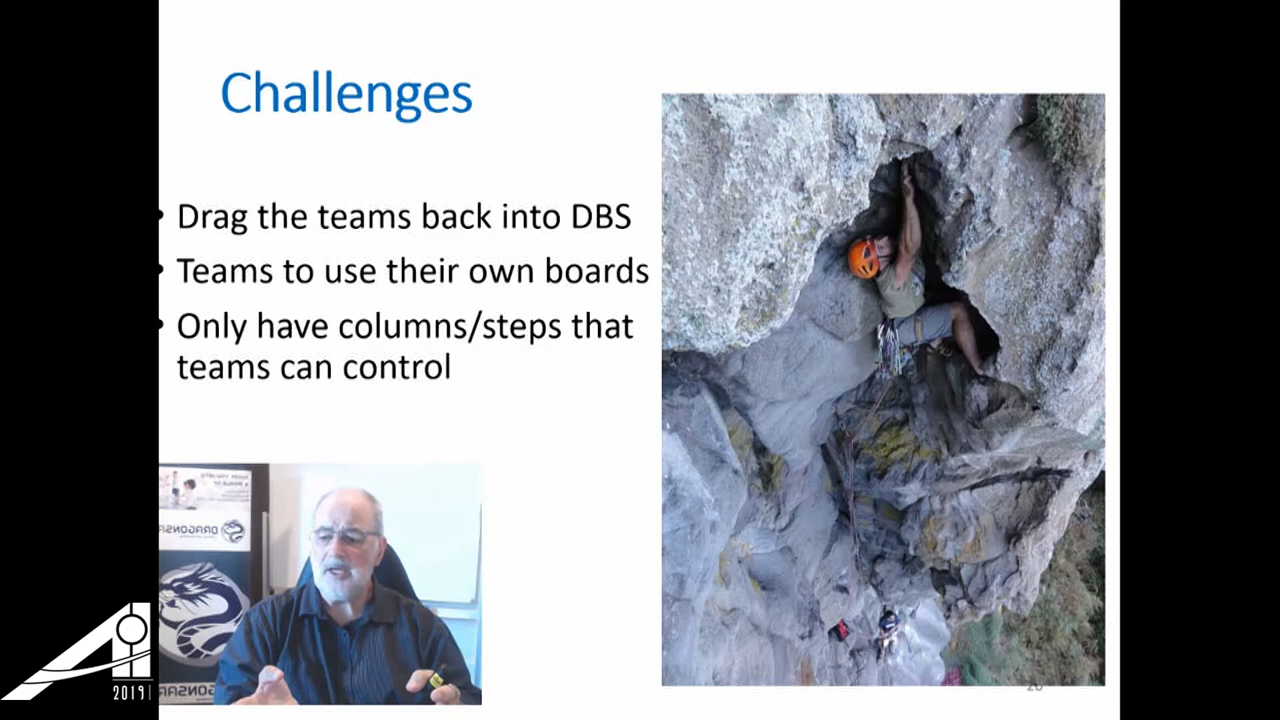 Challenges
• Drag the teams back into DBS
• Teams to use their own boards
• Only have columns/steps that
teams can control
2019
20